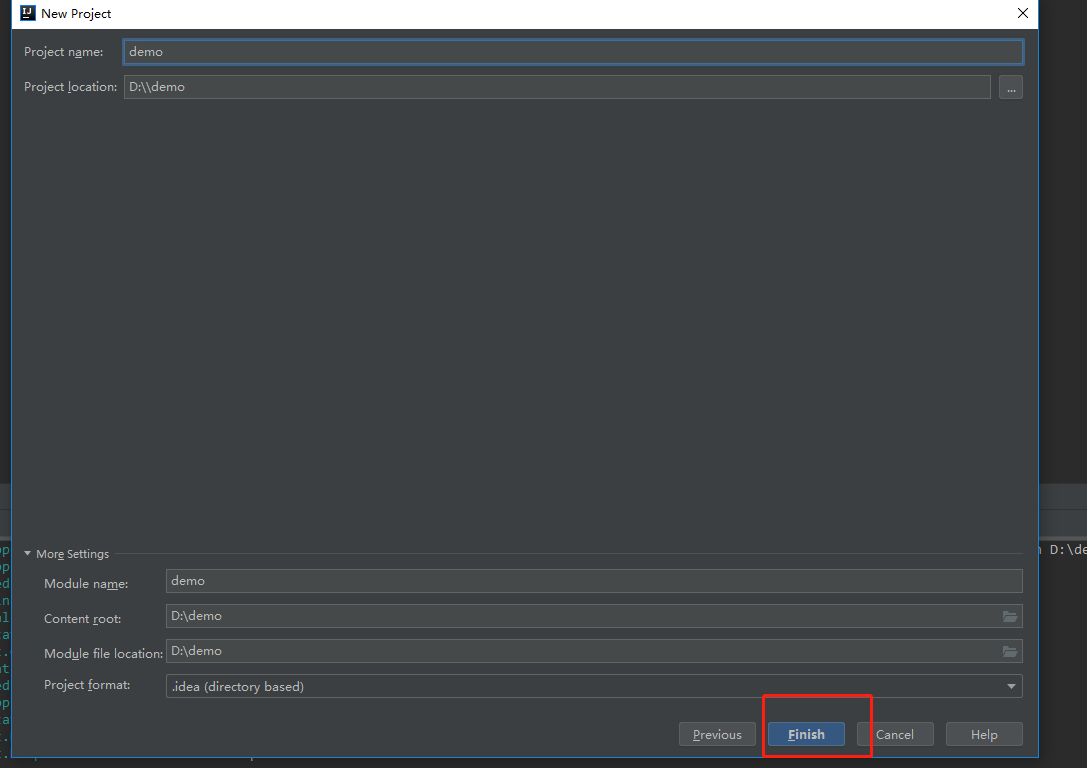 New Project
Project name: demo
Project location: D:\\demo ...
More Settings
Module name: demo
Content root: D:\demo
Module file location: D:\demo
Project format: .idea (directory based)
Previous Finish Cancel Help